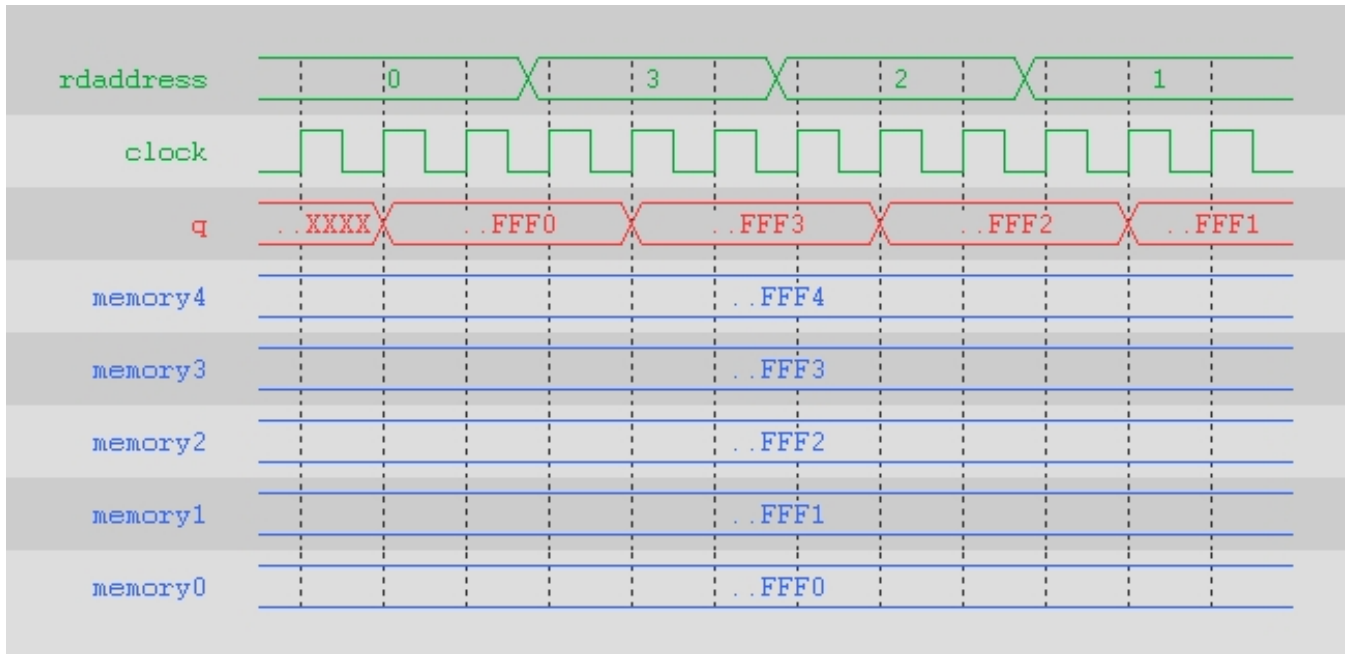 rdaddress 0 3 2 1
clock
q ..XXXX ..FFF0 ..FFF3 ..FFF2 ..FFF1
memory4 ..FFF4
memory3 ..FFF3
memory2 ..FFF2
memory1 ..FFF1
memory0 ..FFF0